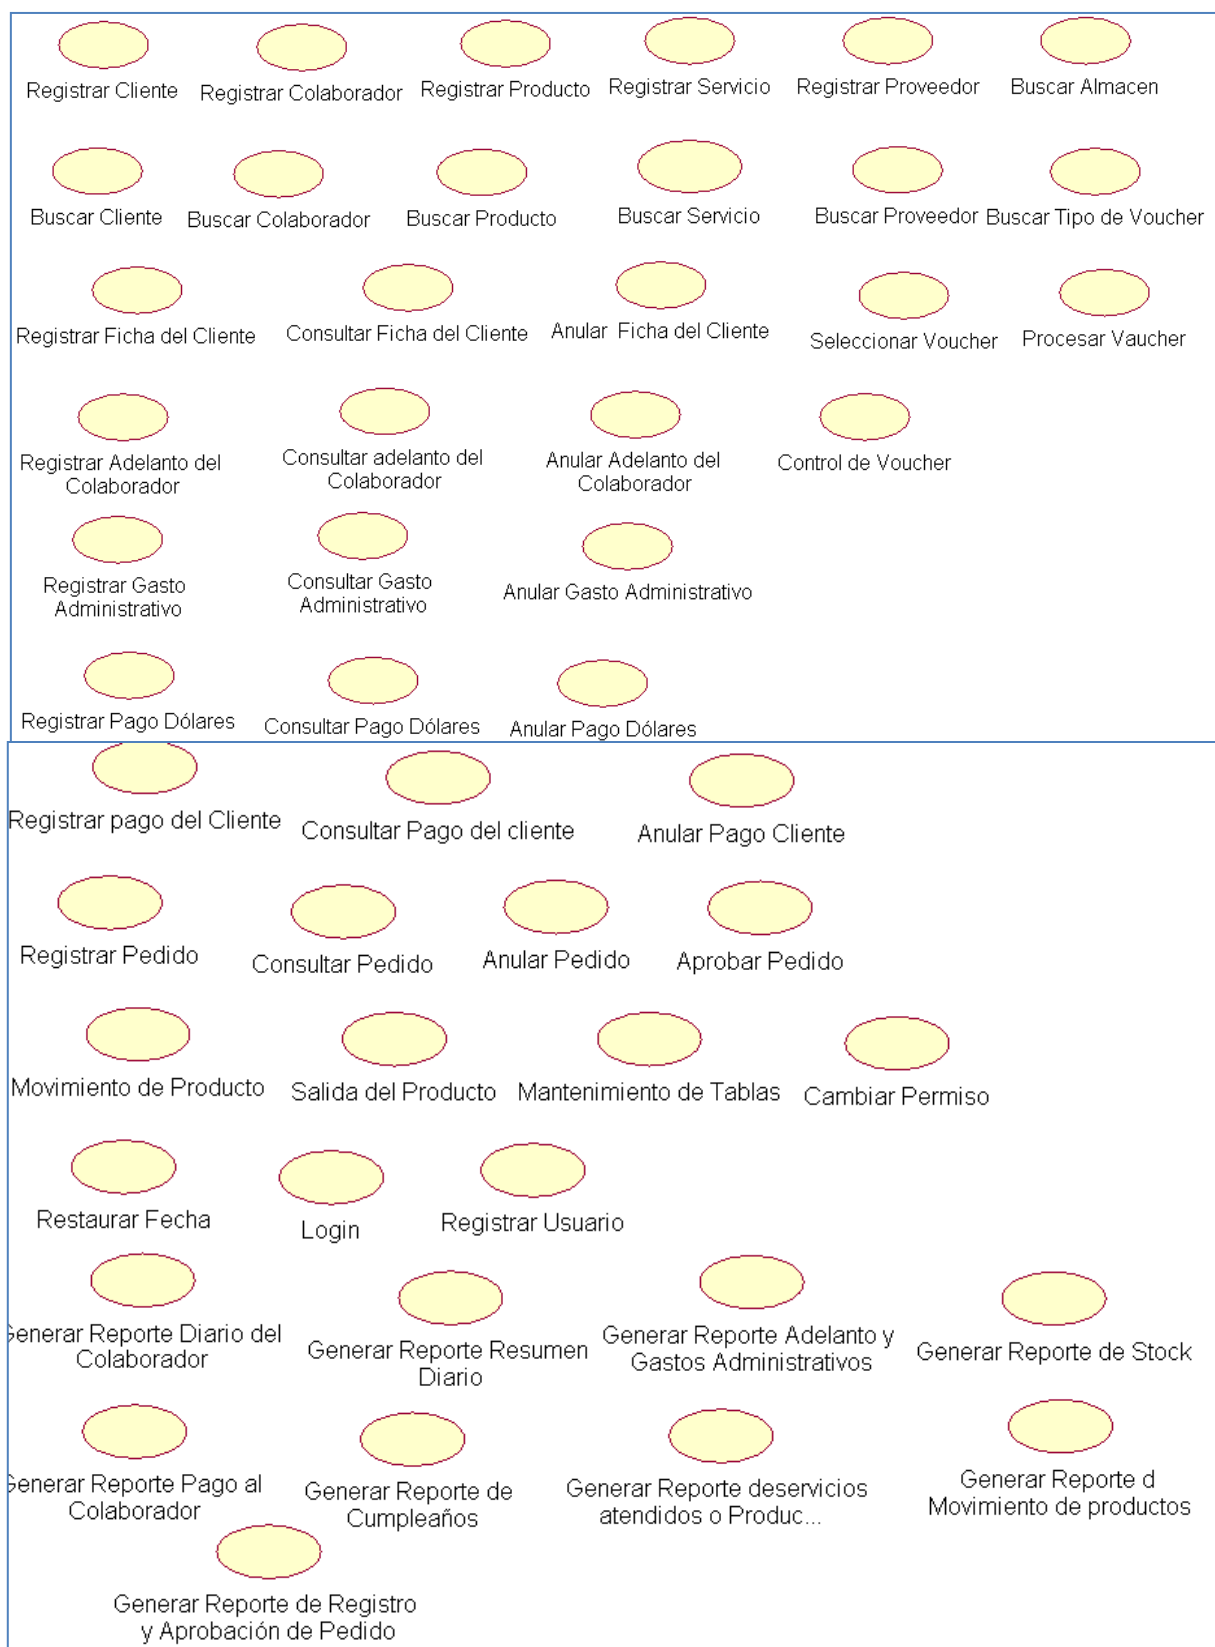 Registrar Cliente
Registrar Colaborador
Registrar Producto
Registrar Servicio
Registrar Proveedor
Buscar Almacen
Buscar Cliente
Buscar Colaborador
Buscar Producto
Buscar Servicio
Buscar Proveedor
Buscar Tipo de Voucher
Registrar Ficha del Cliente
Consultar Ficha del Cliente
Anular Ficha del Cliente
Seleccionar Voucher
Procesar Vaucher
Registrar Adelanto del
Colaborador
Consultar adelanto del
Colaborador
Anular Adelanto del
Colaborador
Control de Voucher
Registrar Gasto
Administrativo
Consultar Gasto
Administrativo
Anular Gasto Administrativo
Registrar Pago Dólares
Consultar Pago Dólares
Anular Pago Dólares
Registrar pago del Cliente
Consultar Pago del cliente
Anular Pago Cliente
Registrar Pedido
Consultar Pedido
Anular Pedido
Aprobar Pedido
Movimiento de Producto
Salida del Producto
Mantenimiento de Tablas
Cambiar Permiso
Restaurar Fecha
Login
Registrar Usuario
Generar Reporte Diario del
Colaborador
Generar Reporte Resumen
Diario
Generar Reporte Adelanto y
Gastos Administrativos
Generar Reporte de Stock
Generar Reporte Pago al
Colaborador
Generar Reporte de
Cumpleaños
Generar Reporte deservicios
atendidos o Produc...
Generar Reporte d
Movimiento de productos
Generar Reporte de Registro
y Aprobación de Pedido